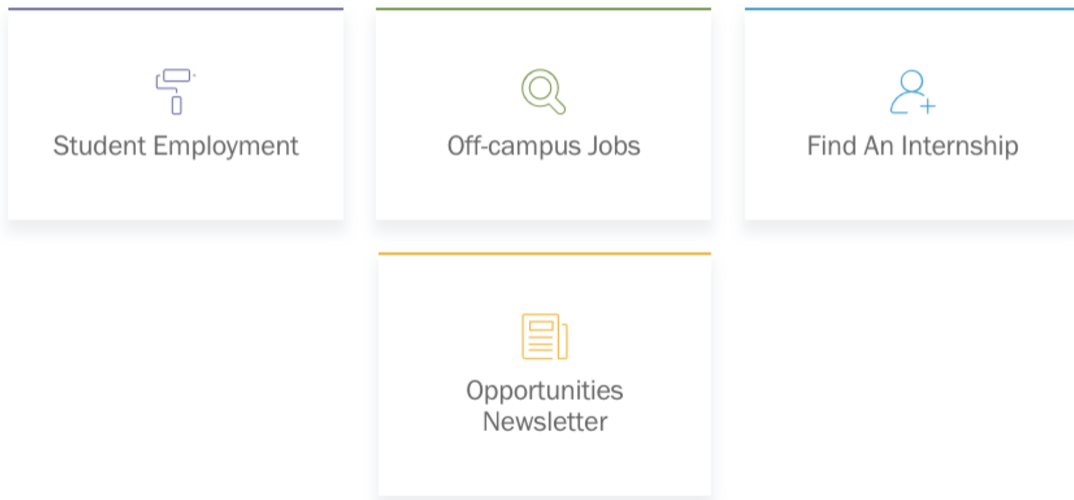 Student Employment
Off-campus Jobs
Find An Internship
Opportunities
Newsletter